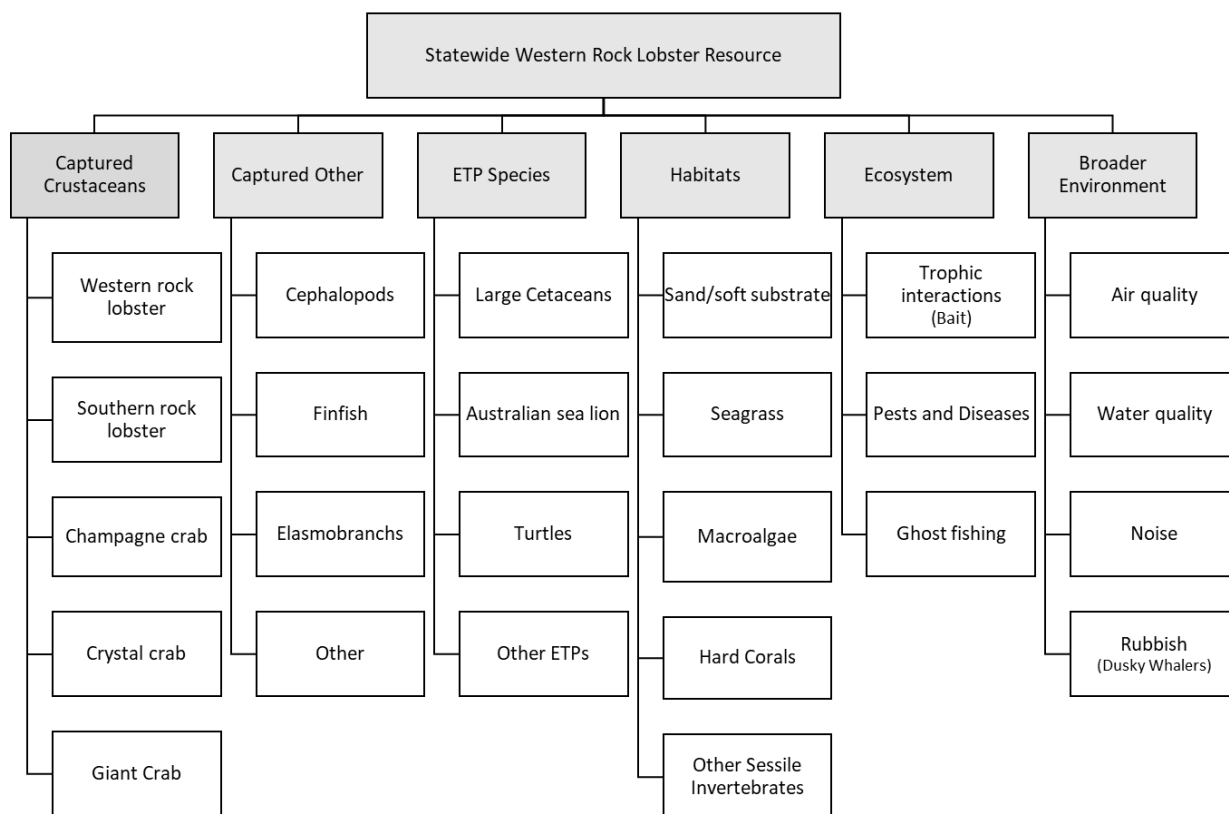 Statewide Western Rock Lobster Resource
Captured
Crustaceans
Captured Other
ETP Species
Habitats
Ecosystem
Broader
Environment
Western rock
lobster
Southern rock
lobster
Champagne crab
Crystal crab
Giant Crab
Cephalopods
Finfish
Elasmobranchs
Other
Large Cetaceans
Australian sea lion
Turtles
Other ETPs
Sand/soft substrate
Seagrass
Macroalgae
Hard Corals
Other Sessile
Invertebrates
Trophic
interactions
(Bait)
Pests and Diseases
Ghost fishing
Air quality
Water quality
Noise
Rubbish
(Dusky Whalers)